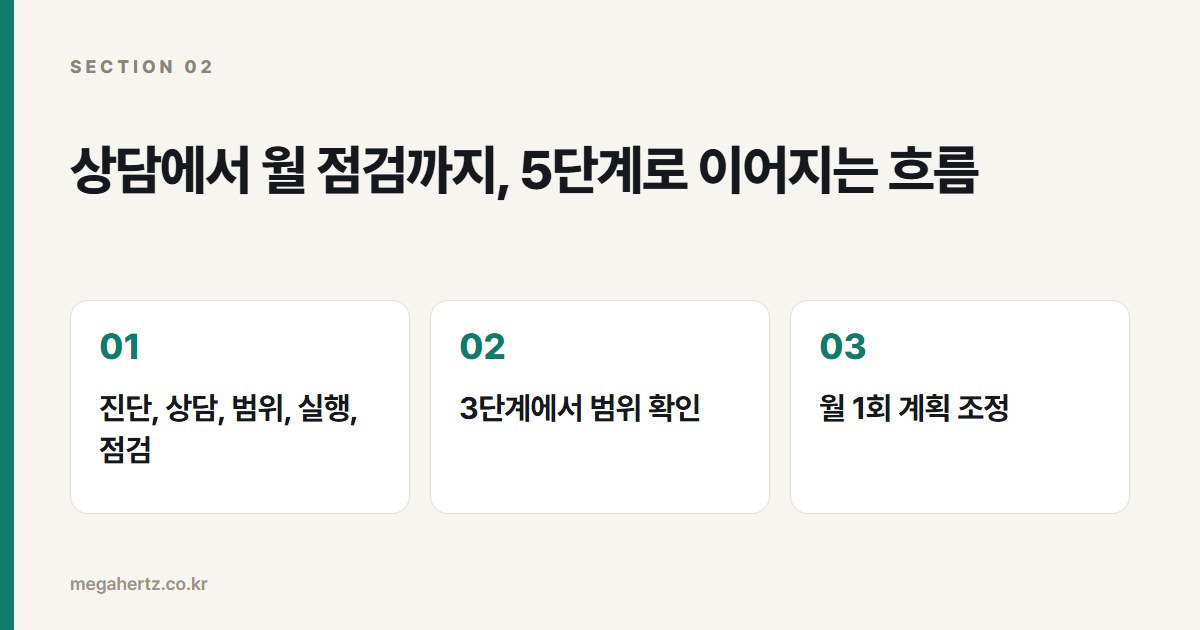 SECTION 02
상담에서 월 점검까지, 5단계로 이어지는 흐름
01
진단, 상담, 범위, 실행,
점검
02
3단계에서 범위 확인
03
월 1회 계획 조정
megahertz.co.kr